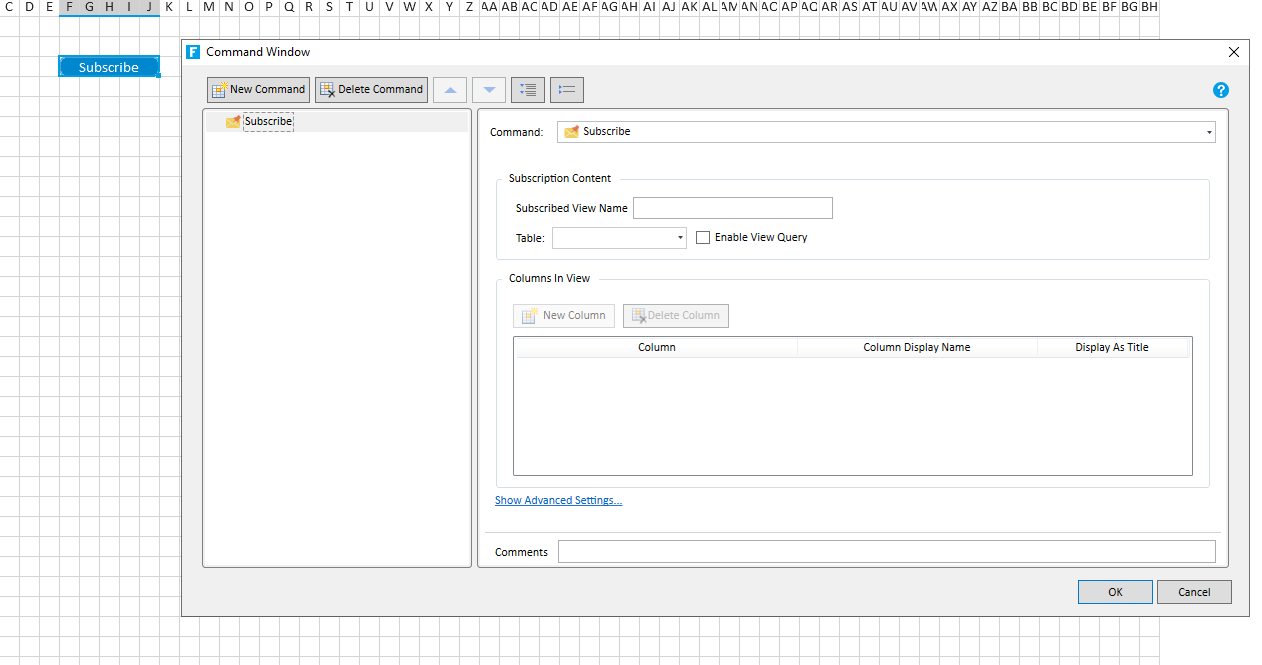 C D E F G H I J K L M N O P Q R S T U V W X Y Z AA AB AC AD AE AF AG AH AI AJ AK AL AM AN AO AP AQ AR AS AT AU AV AW AX AY AZ BA BB BC BD BE BF BG BH
Command Window
Subscribe
New Command Delete Command
Subscribe
Command: Subscribe
Subscription Content
Subscribed View Name
Table: Enable View Query
Columns In View
New Column Delete Column
Column Column Display Name Display As Title
Show Advanced Settings...
Comments
OK Cancel